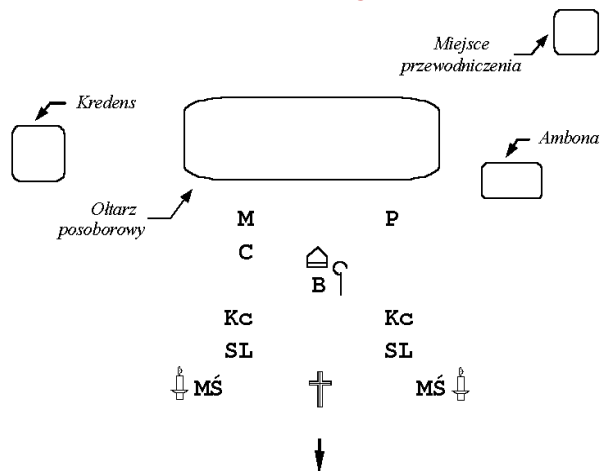 Miejsce
przewodniczenia
Kredens
Ambona
Ołtarz
posoborowy
M P
C
B
Kc Kc
SL SL
MŚ MŚ